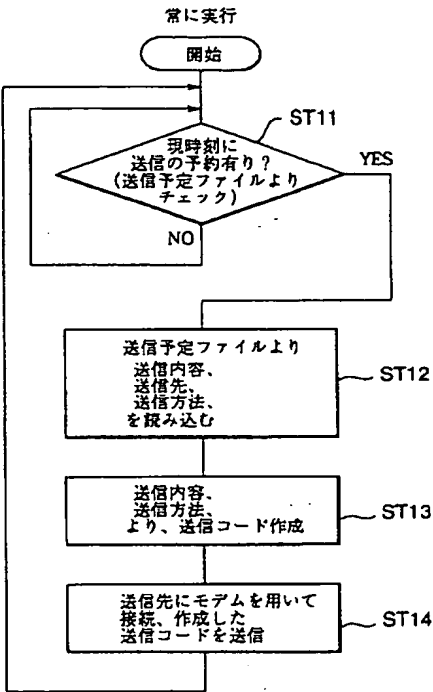 常に実行
開始
ST11
現時刻に
送信の予約有り?
(送信予定ファイルより
チェック)
YES
NO
送信予定ファイルより
送信内容、
送信先、
送信方法、
を読み込む
ST12
送信内容、
送信方法、
より、送信コード作成
ST13
送信先にモデムを用いて
接続、作成した
送信コードを送信
ST14